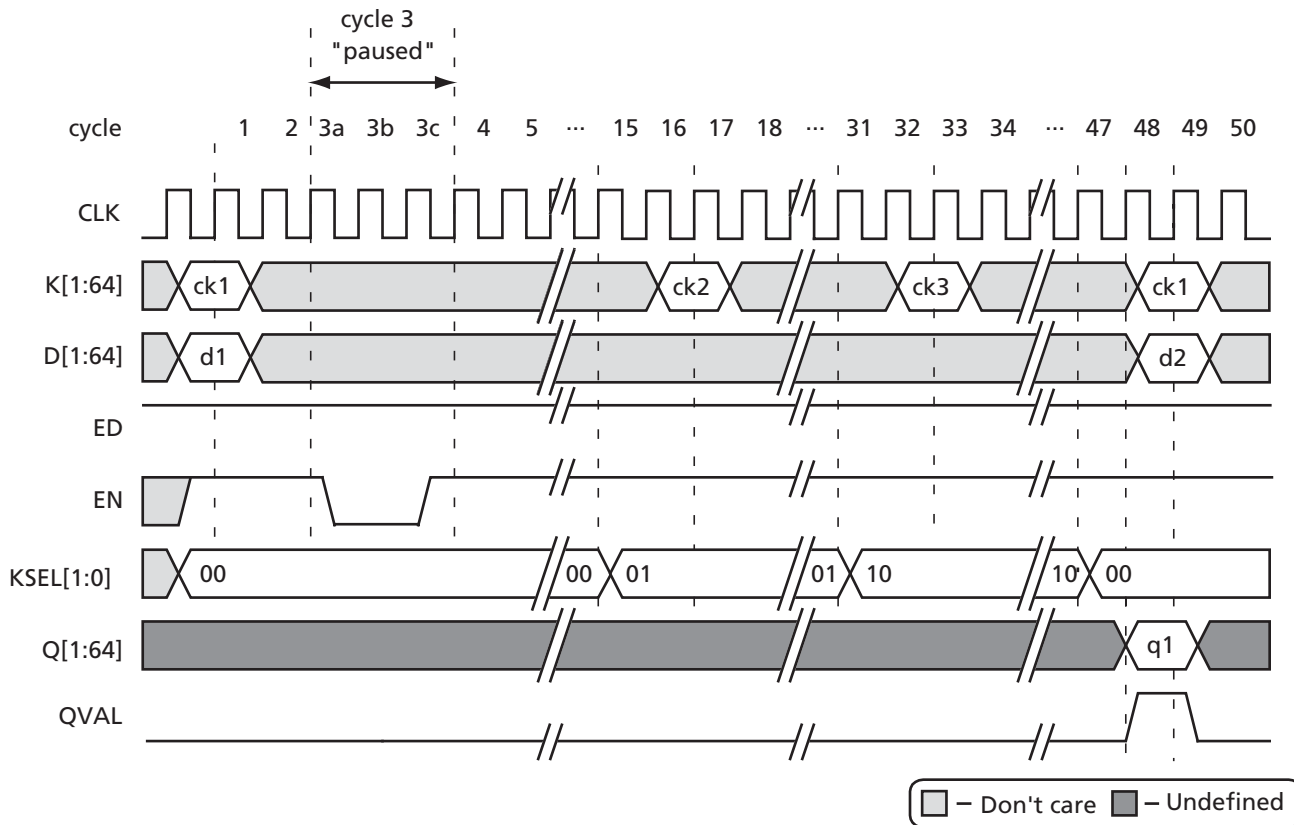 cycle 3
"paused"
cycle 1 2 3a 3b 3c 4 5 ... 15 16 17 18 ... 31 32 33 34 ... 47 48 49 50
CLK
K[1:64] ck1 ck2 ck3 ck1
D[1:64] d1 d2
ED
EN
KSEL[1:0] 00 00 01 01 10 10 00
Q[1:64] q1
QVAL
– Don't care – Undefined